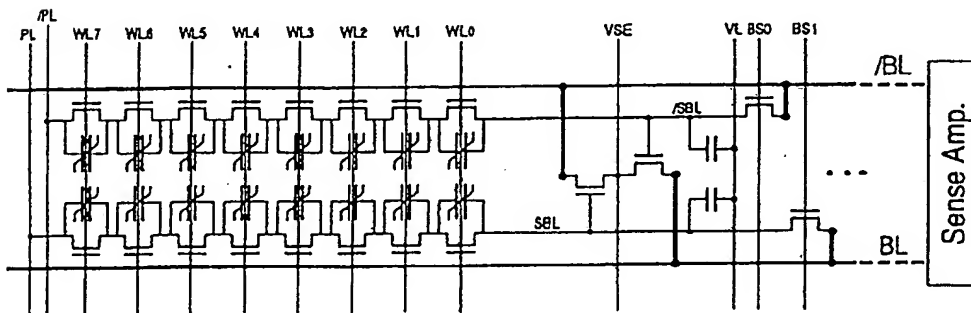 /PL
PL WL7 WL6 WL5 WL4 WL3 WL2 WL1 WL0 VSE VL BS0 BS1
/BL
/SBL
SBL
BL
Sense Amp.